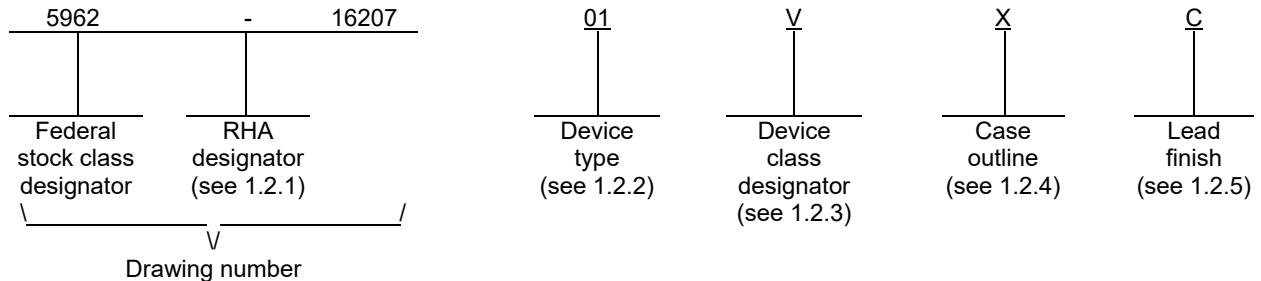 5962 - 16207 01 V X C
Federal stock class designator
RHA designator (see 1.2.1)
Device type (see 1.2.2)
Device class designator (see 1.2.3)
Case outline (see 1.2.4)
Lead finish (see 1.2.5)
\ /
\/
Drawing number